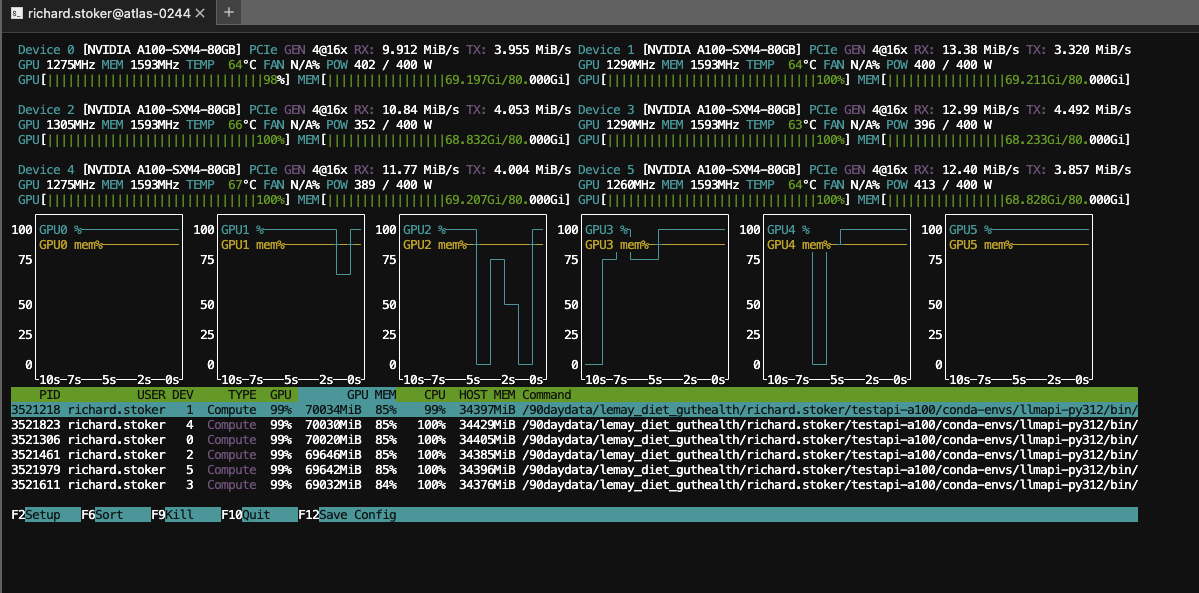 richard.stoker@atlas-0244 × +
Device 0 [NVIDIA A100-SXM4-80GB] PCIe GEN 4@16x RX: 9.912 MiB/s TX: 3.955 MiB/s Device 1 [NVIDIA A100-SXM4-80GB] PCIe GEN 4@16x RX: 13.38 MiB/s TX: 3.320 MiB/s
GPU 1275MHz MEM 1593MHz TEMP 64°C FAN N/A% POW 402 / 400 W GPU 1290MHz MEM 1593MHz TEMP 64°C FAN N/A% POW 400 / 400 W
GPU[||||||||||||||||||||||||||||||| 98%] MEM[|||||||||||||||||69.197Gi/80.000Gi] GPU[||||||||||||||||||||||||||||||100%] MEM[|||||||||||||||||69.211Gi/80.000Gi]
Device 2 [NVIDIA A100-SXM4-80GB] PCIe GEN 4@16x RX: 10.84 MiB/s TX: 4.053 MiB/s Device 3 [NVIDIA A100-SXM4-80GB] PCIe GEN 4@16x RX: 12.99 MiB/s TX: 4.492 MiB/s
GPU 1305MHz MEM 1593MHz TEMP 66°C FAN N/A% POW 352 / 400 W GPU 1290MHz MEM 1593MHz TEMP 63°C FAN N/A% POW 396 / 400 W
GPU[||||||||||||||||||||||||||||||100%] MEM[|||||||||||||||||68.832Gi/80.000Gi] GPU[||||||||||||||||||||||||||||||100%] MEM[|||||||||||||||||68.233Gi/80.000Gi]
Device 4 [NVIDIA A100-SXM4-80GB] PCIe GEN 4@16x RX: 11.77 MiB/s TX: 4.004 MiB/s Device 5 [NVIDIA A100-SXM4-80GB] PCIe GEN 4@16x RX: 12.40 MiB/s TX: 3.857 MiB/s
GPU 1275MHz MEM 1593MHz TEMP 67°C FAN N/A% POW 389 / 400 W GPU 1260MHz MEM 1593MHz TEMP 64°C FAN N/A% POW 413 / 400 W
GPU[||||||||||||||||||||||||||||||100%] MEM[|||||||||||||||||69.207Gi/80.000Gi] GPU[||||||||||||||||||||||||||||||100%] MEM[|||||||||||||||||68.828Gi/80.000Gi]
100 GPU0 % 100 GPU1 % 100 GPU2 % 100 GPU3 % 100 GPU4 % 100 GPU5 %
GPU0 mem% GPU1 mem% GPU2 mem% GPU3 mem% GPU4 mem% GPU5 mem%
75 75 75 75 75 75
50 50 50 50 50 50
25 25 25 25 25 25
0 0 0 0 0 0
10s 7s 5s 2s 0s 10s 7s 5s 2s 0s 10s 7s 5s 2s 0s 10s 7s 5s 2s 0s 10s 7s 5s 2s 0s 10s 7s 5s 2s 0s
PID USER DEV TYPE GPU GPU MEM CPU HOST MEM Command
3521218 richard.stoker 1 Compute 99% 70034MiB 85% 99% 34397MiB /90daydata/lemay_diet_guthealth/richard.stoker/testapi-a100/conda-envs/llmapi-py312/bin/
3521823 richard.stoker 4 Compute 99% 70030MiB 85% 100% 34429MiB /90daydata/lemay_diet_guthealth/richard.stoker/testapi-a100/conda-envs/llmapi-py312/bin/
3521306 richard.stoker 0 Compute 99% 70020MiB 85% 100% 34405MiB /90daydata/lemay_diet_guthealth/richard.stoker/testapi-a100/conda-envs/llmapi-py312/bin/
3521461 richard.stoker 2 Compute 99% 69646MiB 85% 100% 34385MiB /90daydata/lemay_diet_guthealth/richard.stoker/testapi-a100/conda-envs/llmapi-py312/bin/
3521979 richard.stoker 5 Compute 99% 69642MiB 85% 100% 34396MiB /90daydata/lemay_diet_guthealth/richard.stoker/testapi-a100/conda-envs/llmapi-py312/bin/
3521611 richard.stoker 3 Compute 99% 69032MiB 84% 100% 34376MiB /90daydata/lemay_diet_guthealth/richard.stoker/testapi-a100/conda-envs/llmapi-py312/bin/
F2Setup F6Sort F9Kill F10Quit F12Save Config